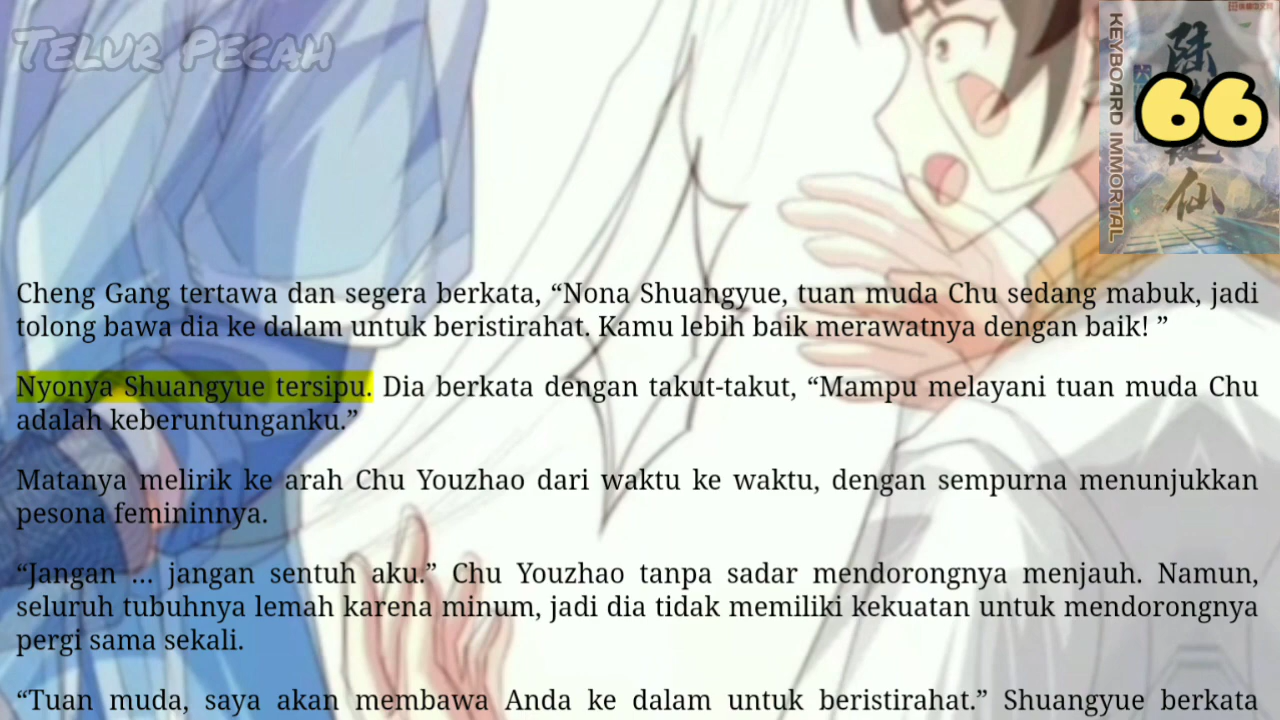 TELUR PECAH
KEYBOARD IMMORTAL
66
Cheng Gang tertawa dan segera berkata, “Nona Shuangyue, tuan muda Chu sedang mabuk, jadi
tolong bawa dia ke dalam untuk beristirahat. Kamu lebih baik merawatnya dengan baik! ”
Nyonya Shuangyue tersipu. Dia berkata dengan takut-takut, “Mampu melayani tuan muda Chu
adalah keberuntunganku.”
Matanya melirik ke arah Chu Youzhao dari waktu ke waktu, dengan sempurna menunjukkan
pesona femininnya.
“Jangan … jangan sentuh aku.” Chu Youzhao tanpa sadar mendorongnya menjauh. Namun,
seluruh tubuhnya lemah karena minum, jadi dia tidak memiliki kekuatan untuk mendorongnya
pergi sama sekali.
“Tuan muda, saya akan membawa Anda ke dalam untuk beristirahat.” Shuangyue berkata